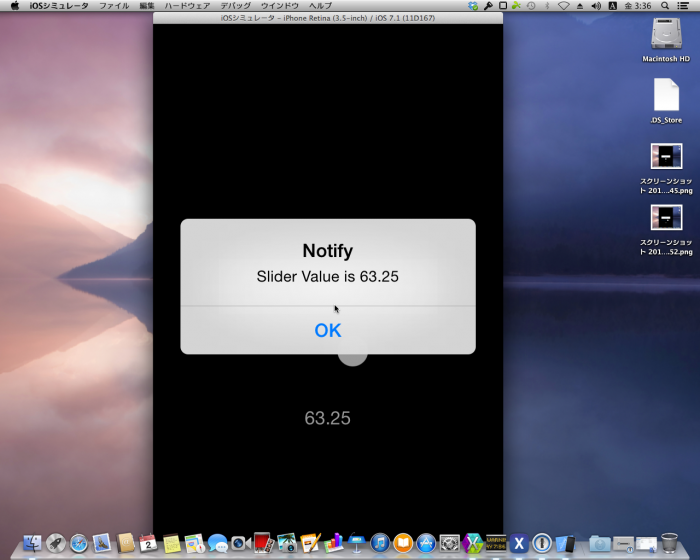 iOSシミュレータ ファイル 編集 ハードウェア デバッグ ウインドウ ヘルプ
A 金 3:36
iOSシミュレータ - iPhone Retina (3.5-inch) / iOS 7.1 (11D167)
Macintosh HD
.DS_Store
スクリーンショッ
ト 201....45.png
スクリーンショッ
ト 201....52.png
Notify
Slider Value is 63.25
OK
63.25
2